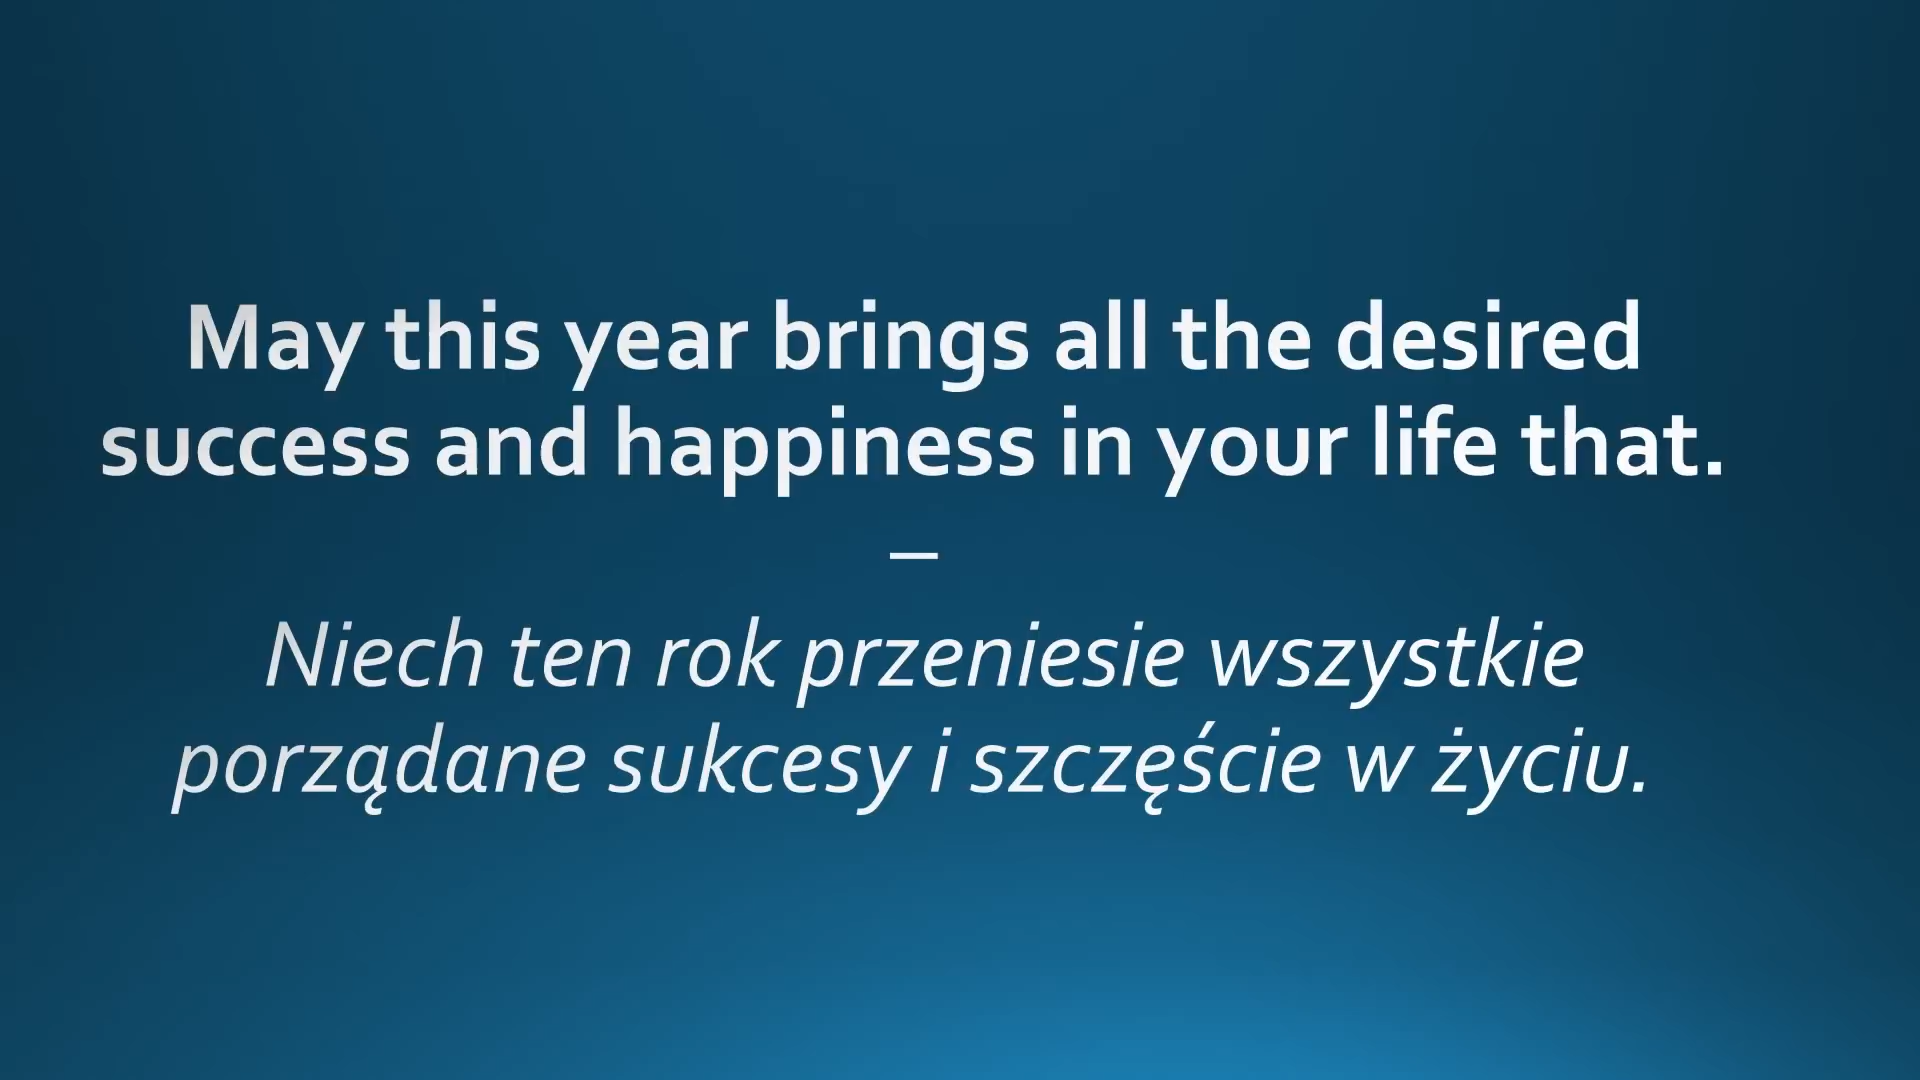 May this year brings all the desired
success and happiness in your life that.
–
Niech ten rok przeniesie wszystkie
porządane sukcesy i szczęście w życiu.